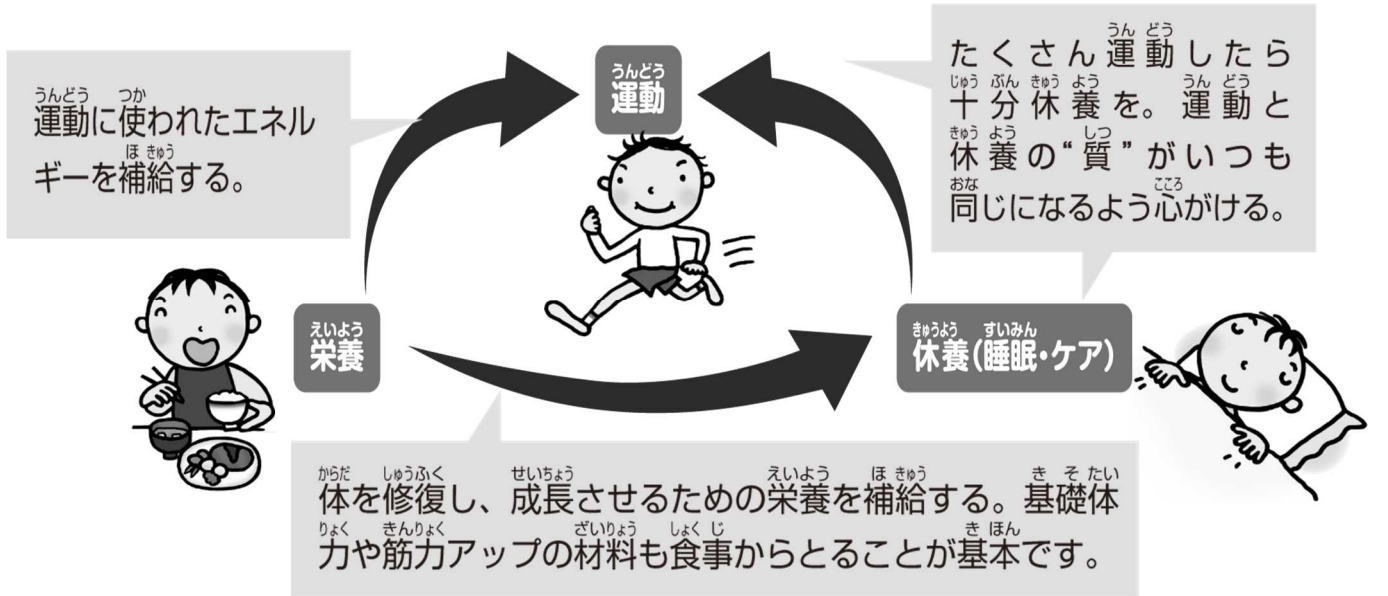 運動に使われたエネル
ギーを補給する。
運動
たくさん運動したら
十分休養を。運動と
休養の“質”がいつも
同じになるよう心がける。
栄養
休養(睡眠・ケア)
体を修復し、成長させるための栄養を補給する。基礎体
力や筋力アップの材料も食事からとることが基本です。